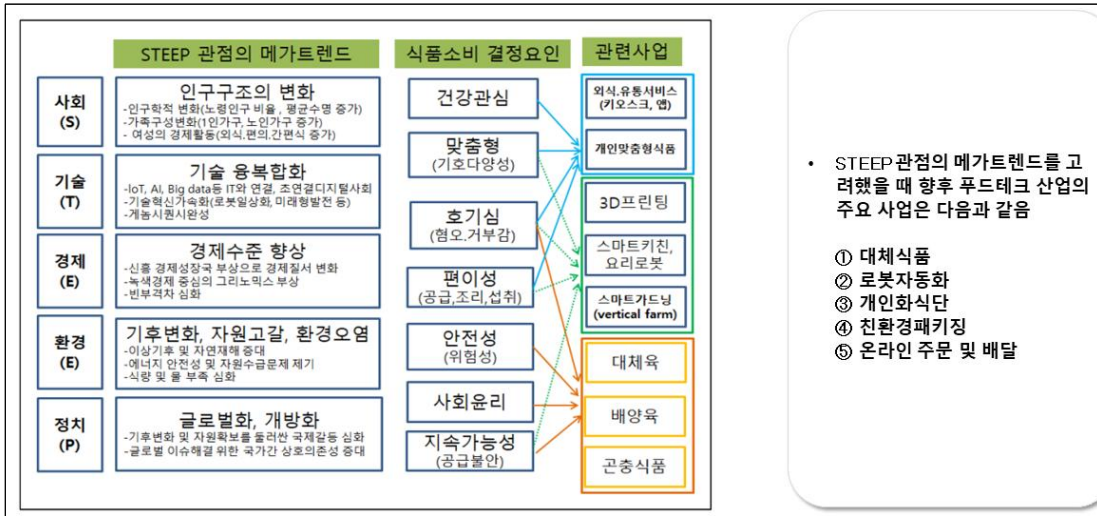 STEEP 관점의 메가트렌드
식품소비 결정요인
관련사업
사회
(S)
인구구조의 변화
-인구학적 변화(노령인구 비율 , 평균수명 증가)
-가족구성변화(1인가구, 노인가구 증가)
- 여성의 경제활동(외식.편의.간편식 증가)
기술
(T)
기술 융복합화
-IoT, AI, Big data등 IT와 연결, 초연결디지털사회
-기술혁신가속화(로봇일상화, 미래형발전 등)
-게놈시퀀시완성
경제
(E)
경제수준 향상
-신흥 경제성장국 부상으로 경제질서 변화
-녹색경제 중심의 그리노믹스 부상
-빈부격차 심화
환경
(E)
기후변화, 자원고갈, 환경오염
-이상기후 및 자연재해 증대
-에너지 안전성 및 자원수급문제 제기
-식량 및 물 부족 심화
정치
(P)
글로벌화, 개방화
-기후변화 및 자원확보를 둘러싼 국제갈등 심화
-글로벌 이슈해결 위한 국가간 상호의존성 증대
건강관심
맞춤형
(기호다양성)
호기심
(혐오.거부감)
편이성
(공급,조리,섭취)
안전성
(위험성)
사회윤리
지속가능성
(공급불안)
외식.유통서비스
(키오스크, 앱)
개인맞춤형식품
3D프린팅
스마트키친,
요리로봇
스마트가드닝
(vertical farm)
대체육
배양육
곤충식품
• STEEP 관점의 메가트렌드를 고
려했을 때 향후 푸드테크 산업의
주요 사업은 다음과 같음
① 대체식품
② 로봇자동화
③ 개인화식단
④ 친환경패키징
⑤ 온라인 주문 및 배달